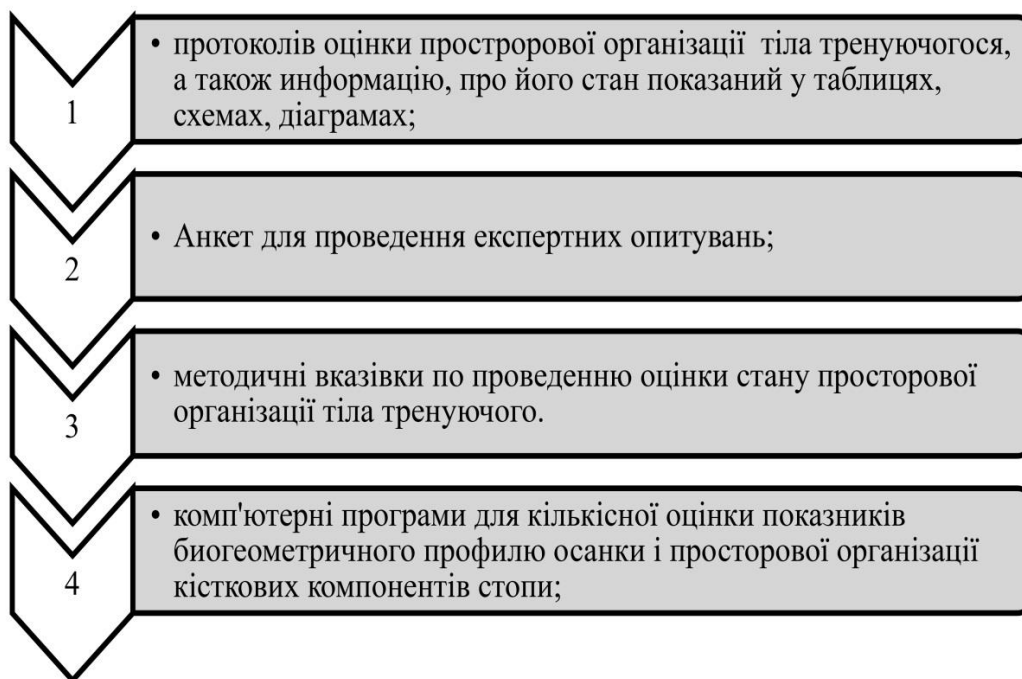 1
• протоколів оцінки прострорової організації тіла тренуючогося,
а також информацію, про його стан показаний у таблицях,
схемах, діаграмах;
2
• Анкет для проведення експертних опитувань;
3
• методичні вказівки по проведенню оцінки стану просторової
організації тіла тренуючого.
4
• комп'ютерні програми для кількісної оцінки показників
биогеометричного профилю осанки і просторової організації
кісткових компонентів стопи;